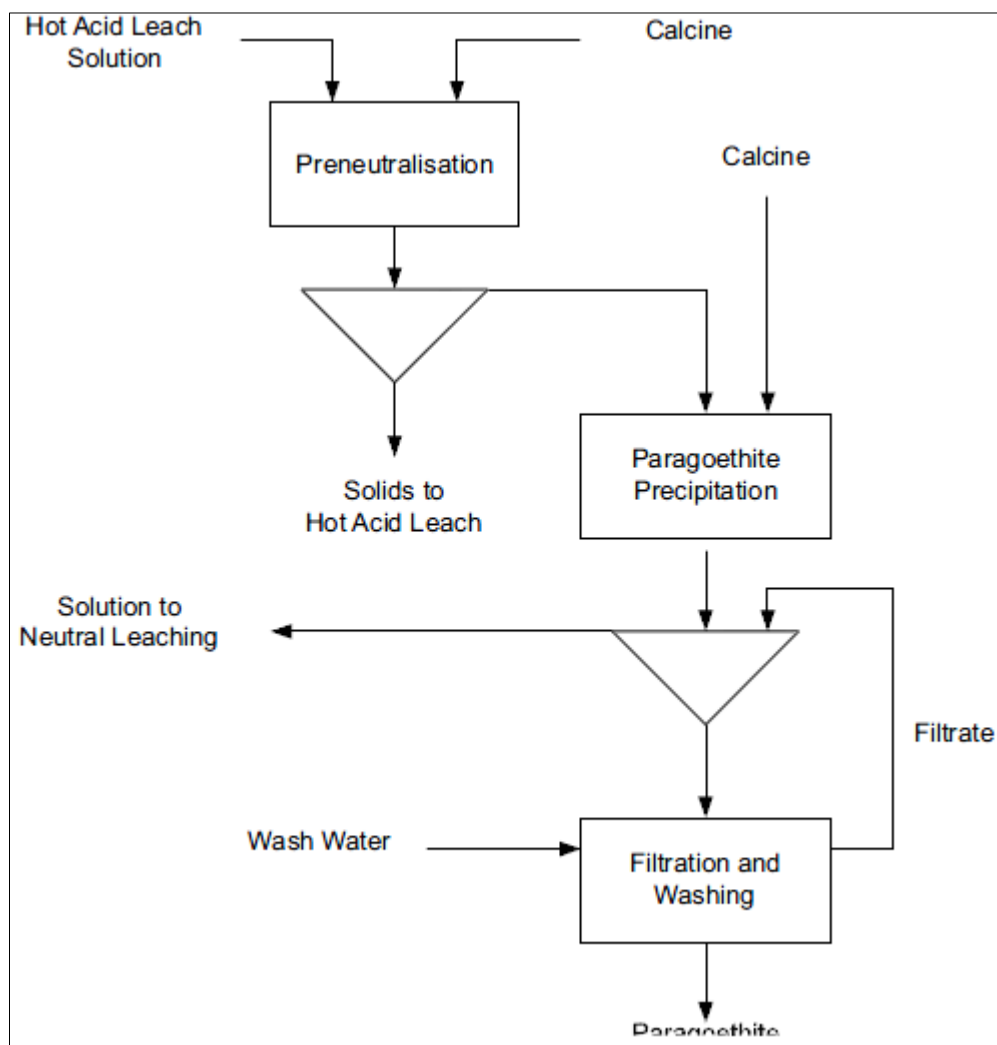 Hot Acid Leach
Solution
Calcine
Preneutralisation
Calcine
Paragoethite
Precipitation
Solids to
Hot Acid Leach
Solution to
Neutral Leaching
Filtrate
Wash Water
Filtration and
Washing
Paragoethite